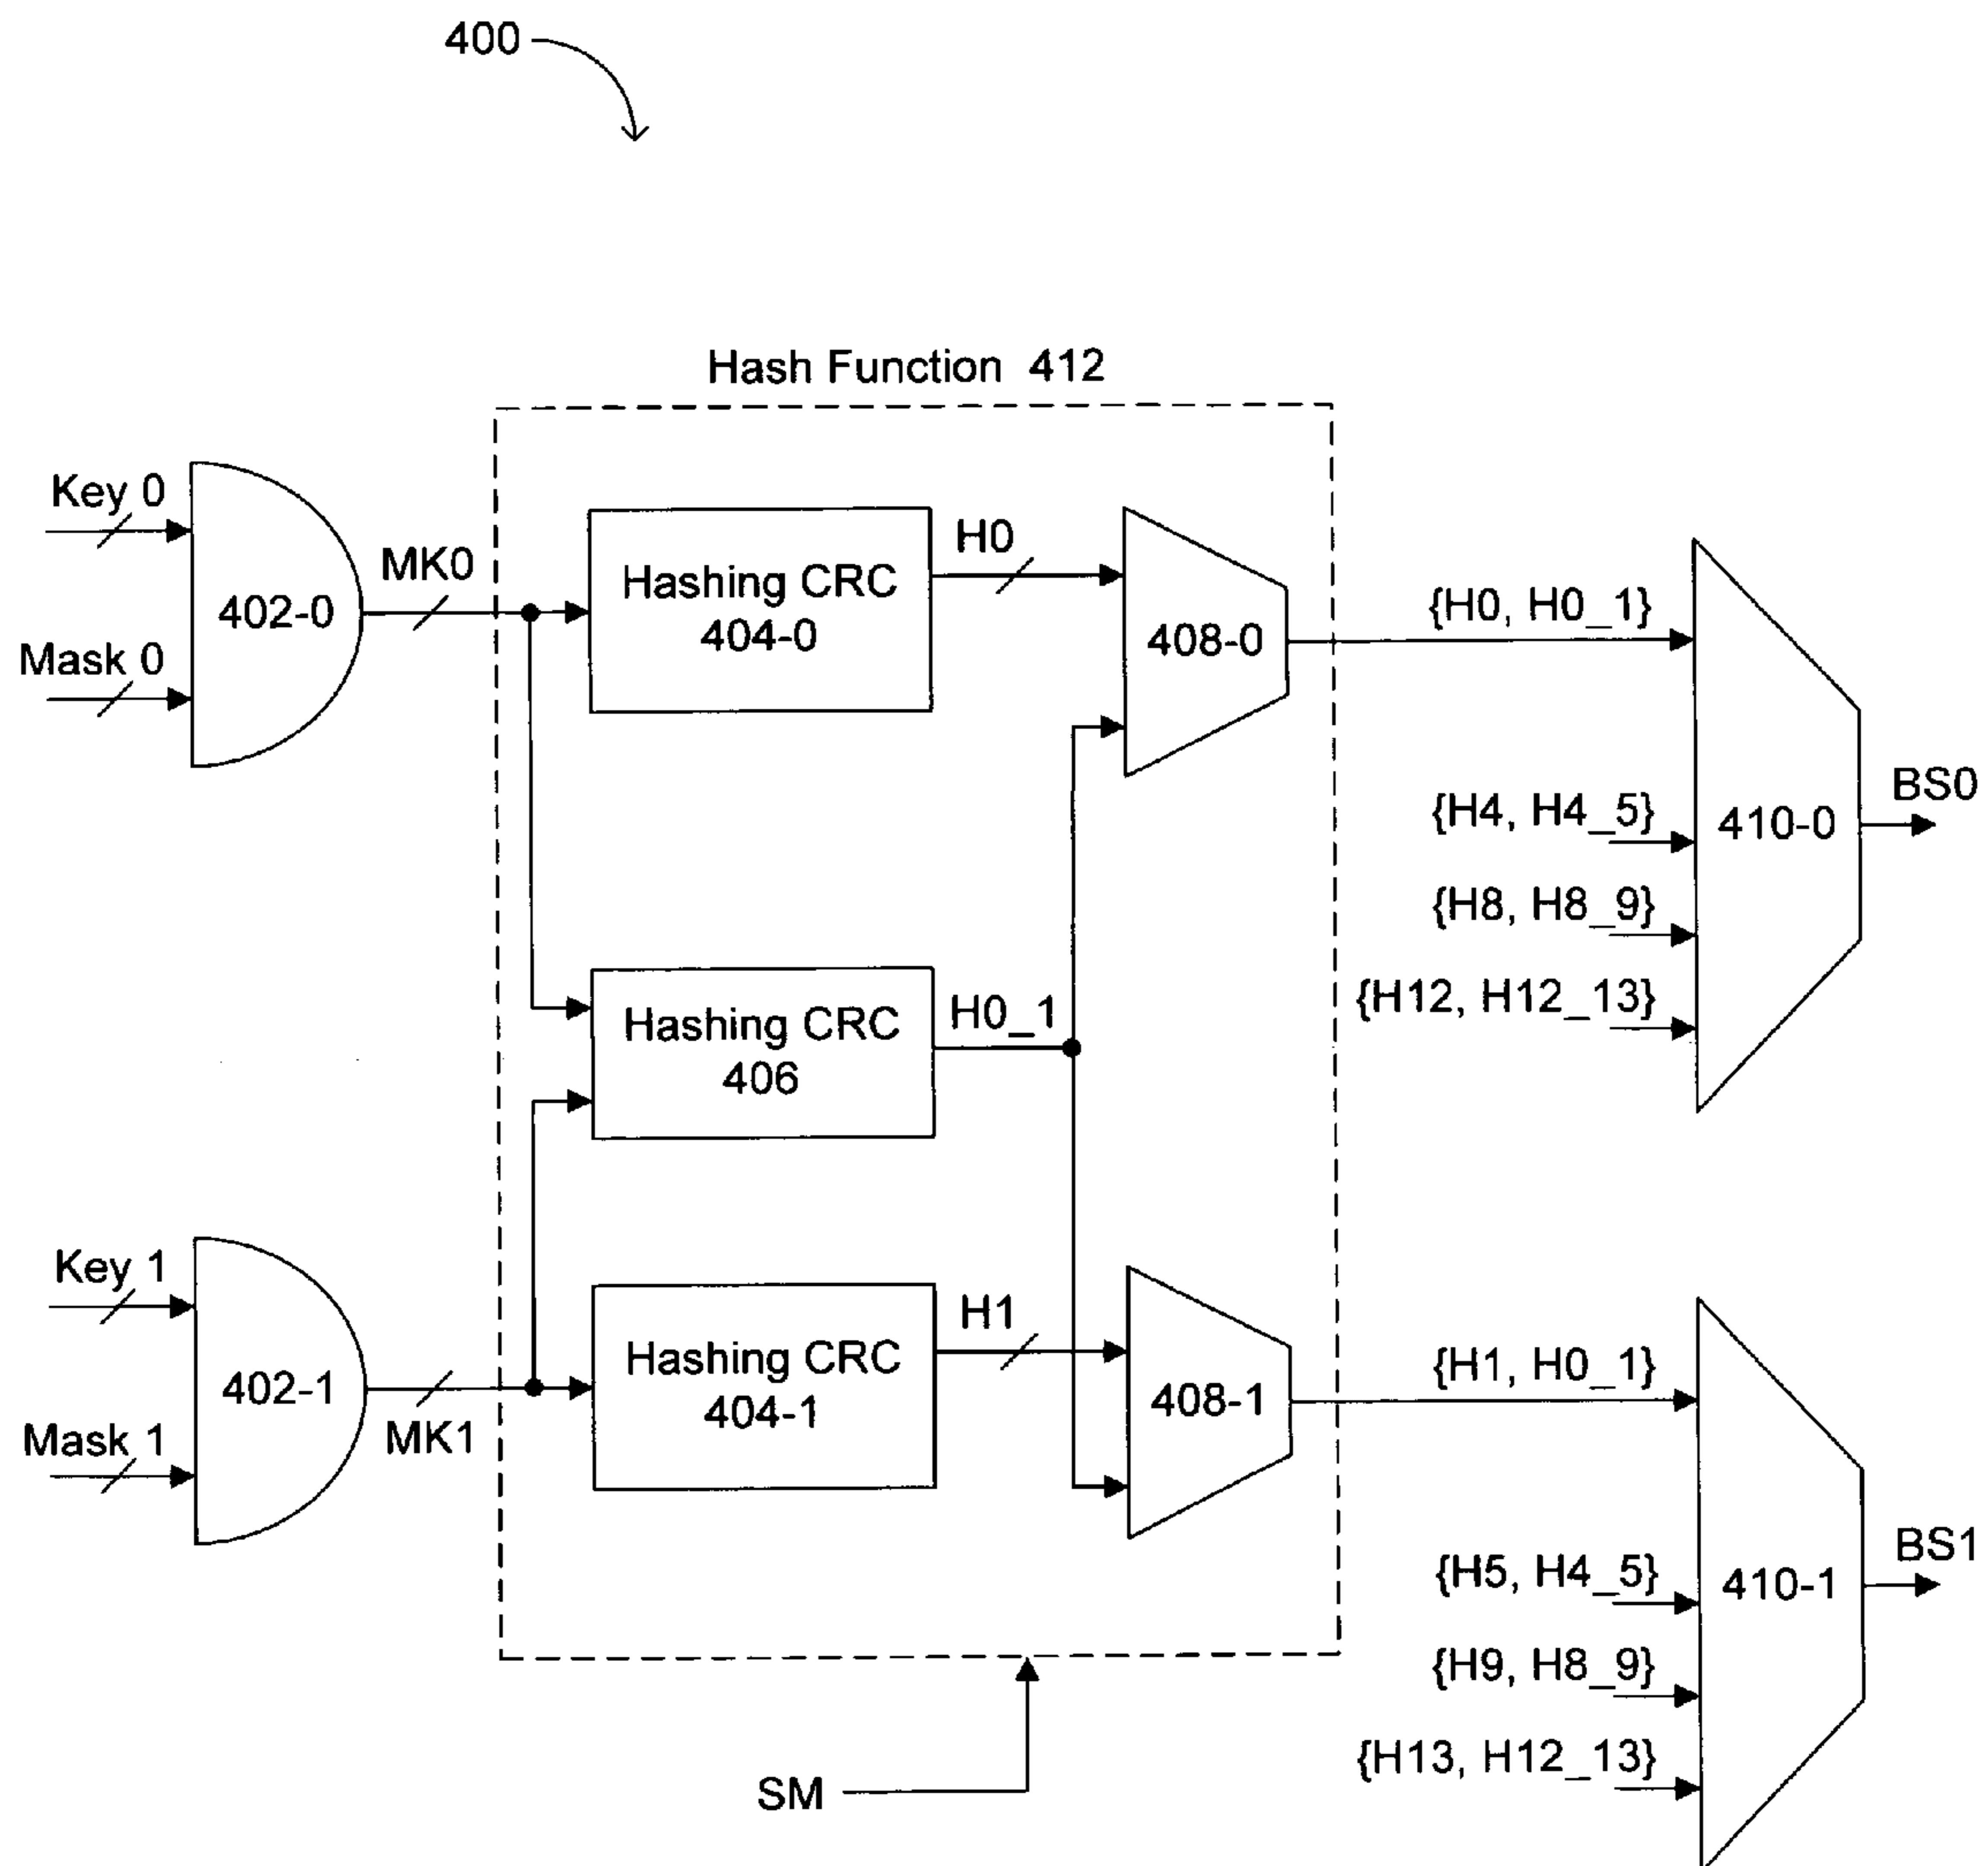 400
Hash Function 412
Key 0
Mask 0
402-0
MK0
Hashing CRC
404-0
H0
408-0
{H0, H0_1}
{H4, H4_5}
{H8, H8_9}
{H12, H12_13}
410-0
BS0
Hashing CRC
406
H0_1
Key 1
Mask 1
402-1
MK1
Hashing CRC
404-1
H1
408-1
{H1, H0_1}
{H5, H4_5}
{H9, H8_9}
{H13, H12_13}
410-1
BS1
SM